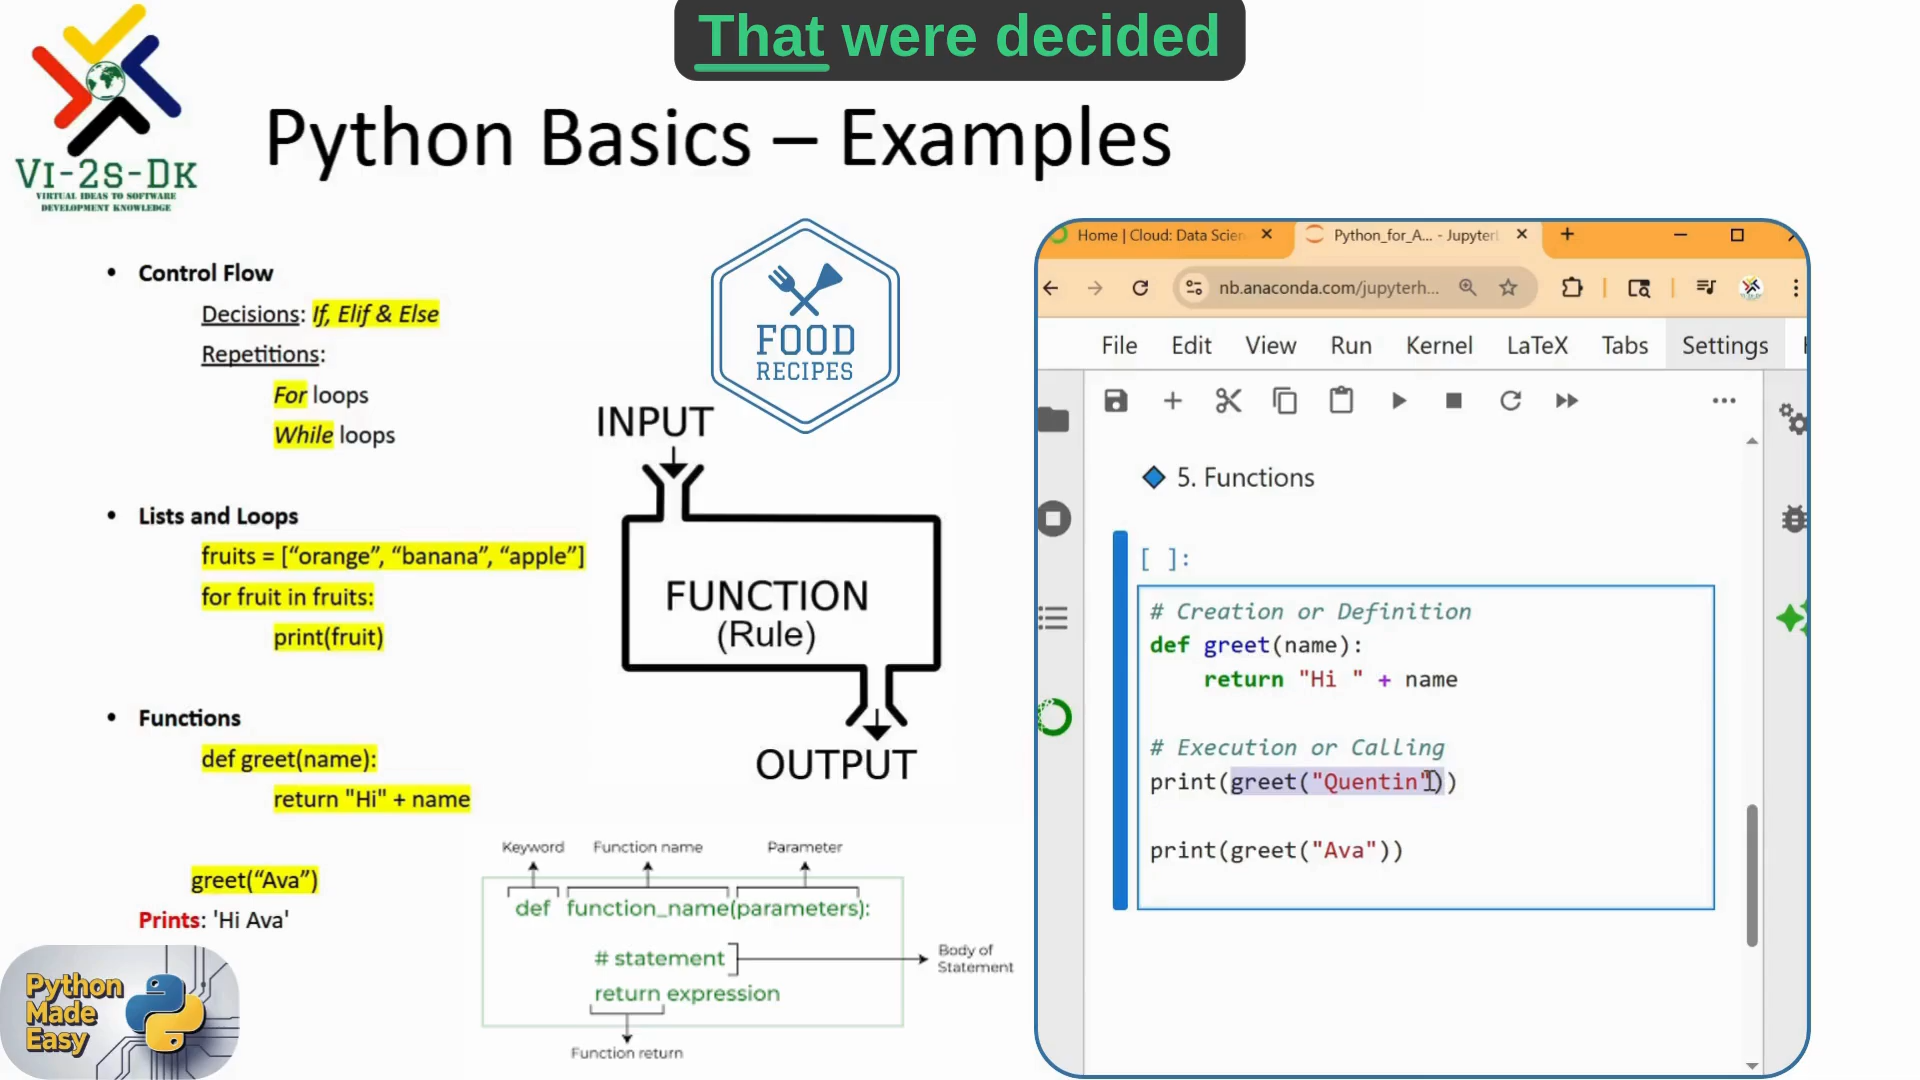 That were decided
VI-2S-DK
VIRTUAL IDEAS TO SOFTWARE
DEVELOPMENT KNOWLEDGE
Python Basics – Examples
• Control Flow
Decisions: If, Elif & Else
Repetitions:
For loops
While loops
• Lists and Loops
fruits = [“orange”, “banana”, “apple”]
for fruit in fruits:
print(fruit)
• Functions
def greet(name):
return "Hi" + name
greet(“Ava”)
Prints: 'Hi Ava'
Python
Made
Easy
FOOD
RECIPES
INPUT
FUNCTION
(Rule)
OUTPUT
Keyword Function name Parameter
def function_name(parameters):
# statement
Body of
Statement
return expression
Function return
Home | Cloud: Data Scien
Python_for_A... - Jupyterl
nb.anaconda.com/jupyterh...
File Edit View Run Kernel LaTeX Tabs Settings
5. Functions
[ ]:
# Creation or Definition
def greet(name):
return "Hi " + name
# Execution or Calling
print(greet("Quentin"))
print(greet("Ava"))